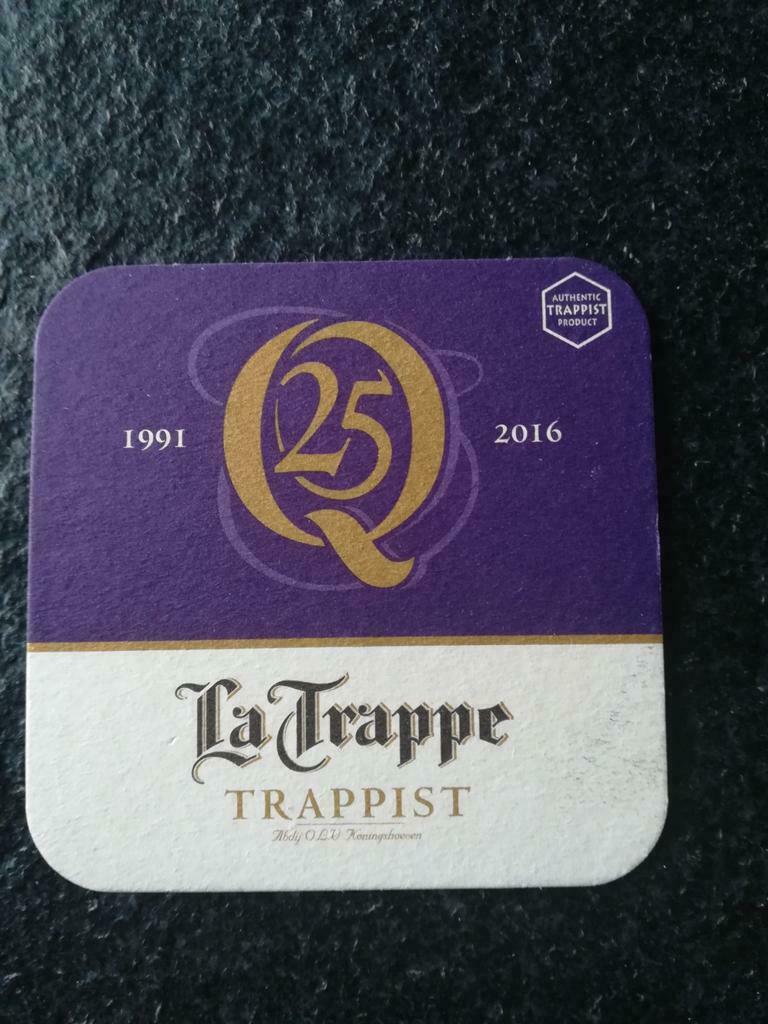 AUTHENTIC
TRAPPIST
PRODUCT
Q
25
1991
2016
La Trappe
TRAPPIST
Abdij O.L.V Koningshoeven